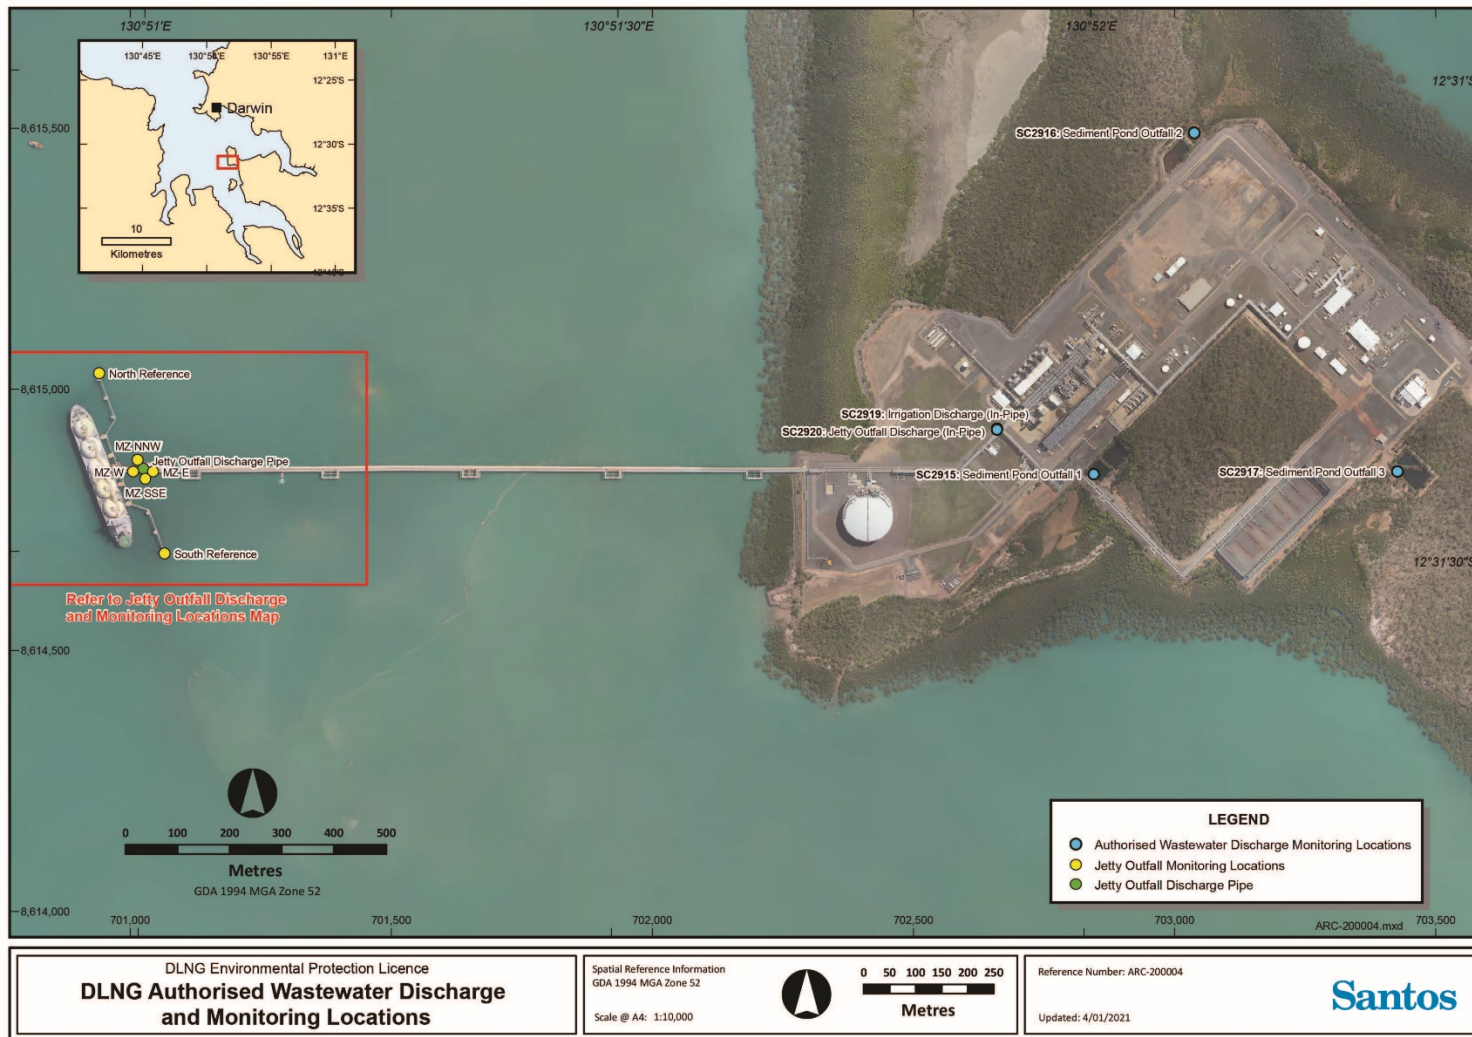 130°51'E
130°51'30"E
130°52'E
130°45'E
130°55'E
131°E
12°25'S
Darwin
12°30'S
12°35'S
10
Kilometres
12°40'S
8,615,500
SC2916: Sediment Pond Outfall 2
8,615,000
North Reference
MZ-NNW
Jetty Outfall Discharge Pipe
MZ-W
MZ-E
MZ-SSE
South Reference
SC2919: Irrigation Discharge (In-Pipe)
SC2920: Jetty Outfall Discharge (In-Pipe)
SC2915: Sediment Pond Outfall 1
SC2917: Sediment Pond Outfall 3
Refer to Jetty Outfall Discharge
and Monitoring Locations Map
8,614,500
0 100 200 300 400 500
Metres
GDA 1994 MGA Zone 52
LEGEND
Authorised Wastewater Discharge Monitoring Locations
Jetty Outfall Monitoring Locations
Jetty Outfall Discharge Pipe
8,614,000
701,000
701,500
702,000
702,500
703,000
703,500
ARC-200004.mxd
DLNG Environmental Protection Licence
DLNG Authorised Wastewater Discharge
and Monitoring Locations
Spatial Reference Information
GDA 1994 MGA Zone 52
Scale @ A4: 1:10,000
0 50 100 150 200 250
Metres
Reference Number: ARC-200004
Updated: 4/01/2021
Santos